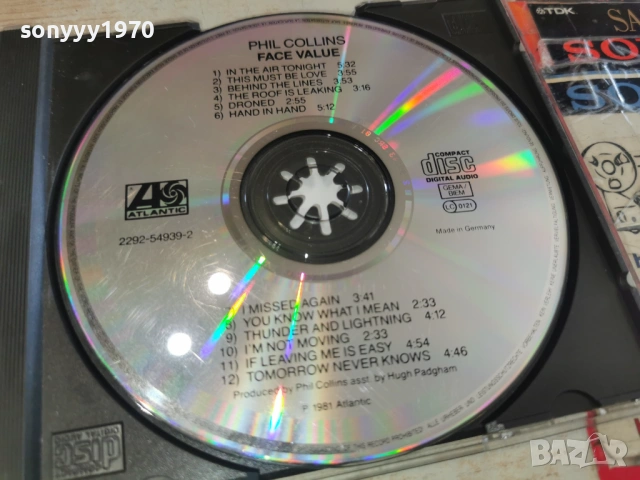 sonyyy1970
PHIL COLLINS
FACE VALUE
1) IN THE AIR TONIGHT 5:32
2) THIS MUST BE LOVE 3:55
3) BEHIND THE LINES 3:53
4) THE ROOF IS LEAKING 3:16
5) DRONED 2:55
6) HAND IN HAND 5:12
ATLANTIC
2292-54939-2
COMPACT
disc
DIGITAL AUDIO
GEMA/
BIEM
LC 0121
Made in Germany
7) I MISSED AGAIN 3:41
8) YOU KNOW WHAT I MEAN 2:33
9) THUNDER AND LIGHTNING 4:12
10) I'M NOT MOVING 2:33
11) IF LEAVING ME IS EASY 4:54
12) TOMORROW NEVER KNOWS 4:46
Produced by Phil Collins asst. by Hugh Padgham
℗ 1981 Atlantic
TDK
disc
BAZAR
bg